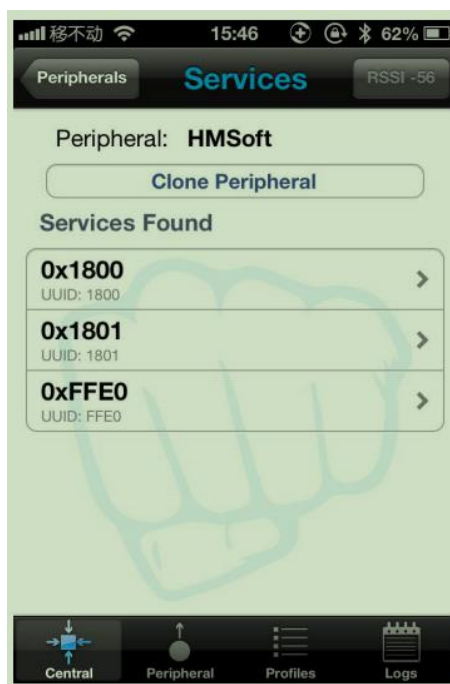 移不动 15:46 62%
Peripherals Services RSSI -56
Peripheral: HMSoft
Clone Peripheral
Services Found
0x1800
UUID: 1800
0x1801
UUID: 1801
0xFFE0
UUID: FFE0
Central Peripheral Profiles Logs